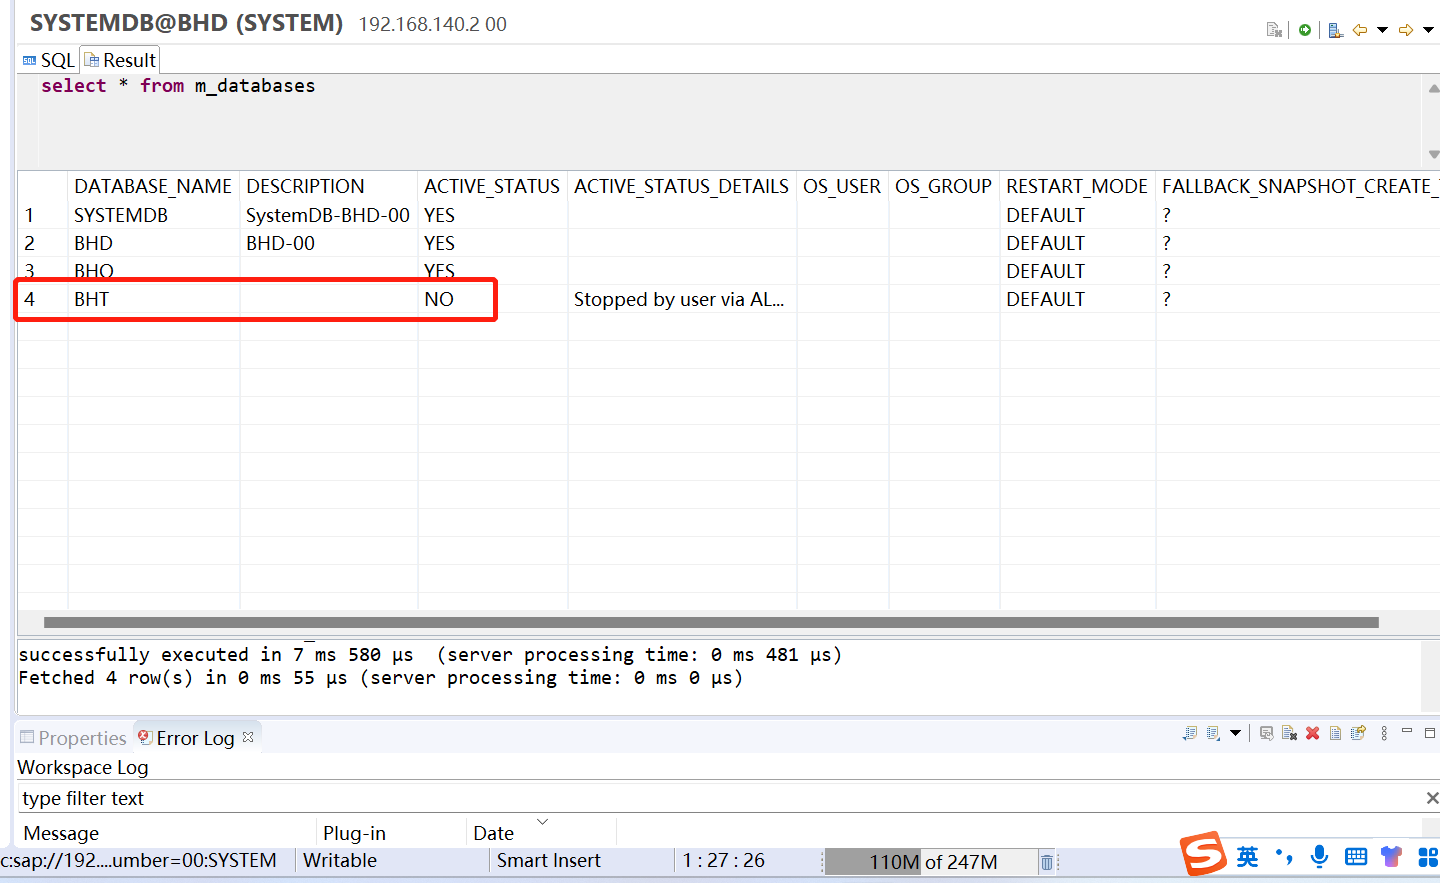 SYSTEMDB@BHD (SYSTEM) 192.168.140.2 00
SQL Result
select * from m_databases
DATABASE_NAME DESCRIPTION ACTIVE_STATUS ACTIVE_STATUS_DETAILS OS_USER OS_GROUP RESTART_MODE FALLBACK_SNAPSHOT_CREATE_
1 SYSTEMDB SystemDB-BHD-00 YES DEFAULT ?
2 BHD BHD-00 YES DEFAULT ?
3 BHQ YES DEFAULT ?
4 BHT NO Stopped by user via AL... DEFAULT ?
successfully executed in 7 ms 580 µs (server processing time: 0 ms 481 µs)
Fetched 4 row(s) in 0 ms 55 µs (server processing time: 0 ms 0 µs)
Properties Error Log
Workspace Log
type filter text
Message Plug-in Date
c:sap://192....umber=00:SYSTEM Writable Smart Insert 1 : 27 : 26 110M of 247M
英